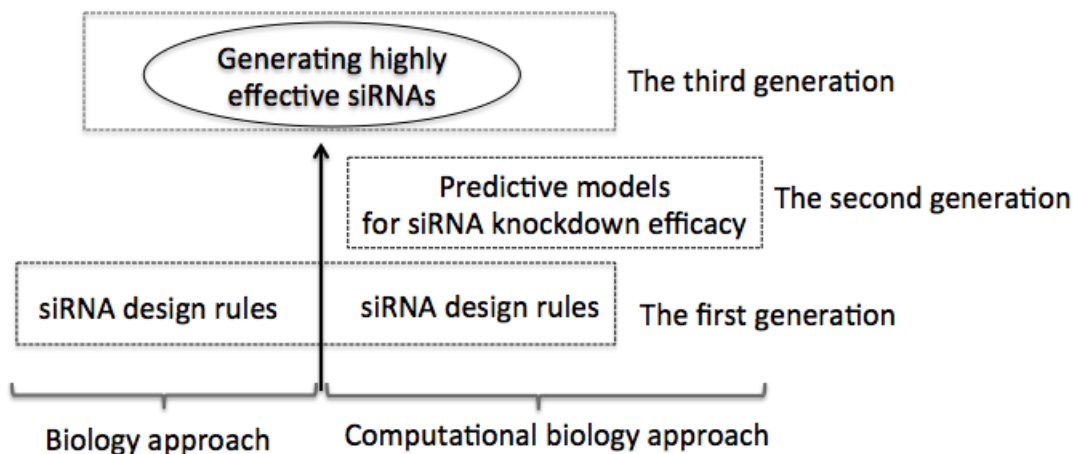 Generating highly
effective siRNAs
The third generation
Predictive models
for siRNA knockdown efficacy
The second generation
siRNA design rules
siRNA design rules
The first generation
Biology approach
Computational biology approach